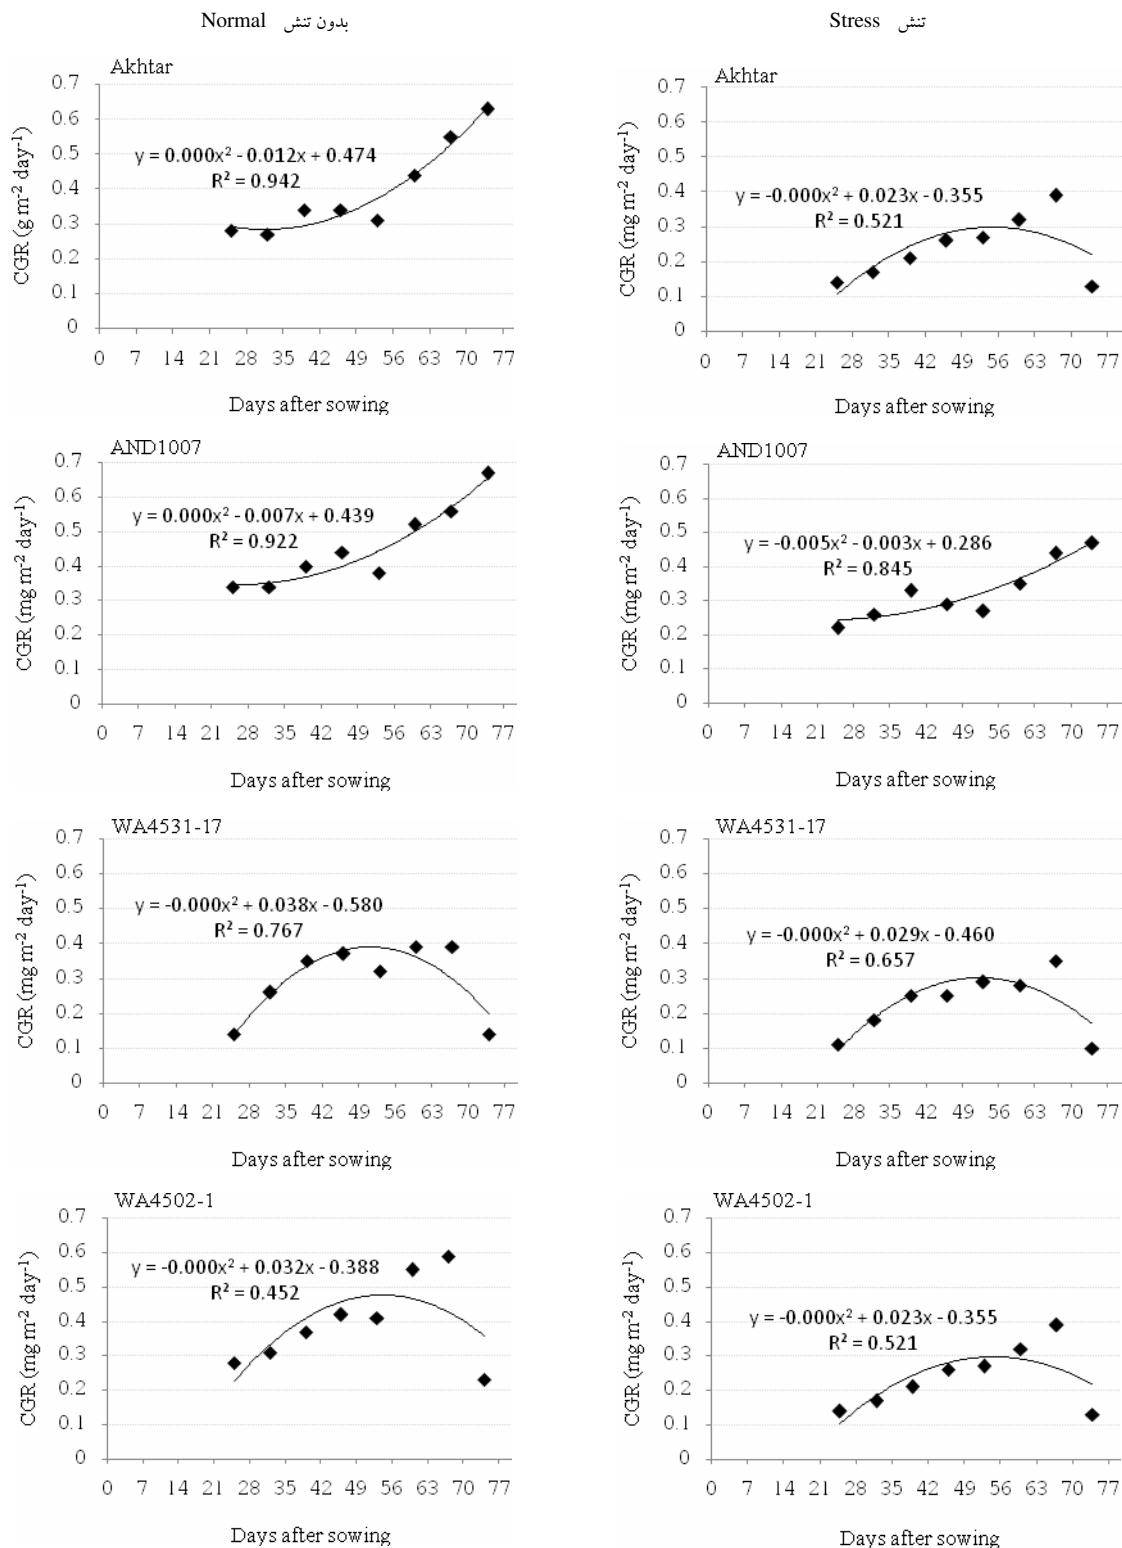 بدون تنش Normal
تنش Stress
Akhtar
CGR (g m⁻² day⁻¹)
0.7
0.6
0.5
0.4
0.3
0.2
0.1
0
y = 0.000x² - 0.012x + 0.474
R² = 0.942
0 7 14 21 28 35 42 49 56 63 70 77
Days after sowing
Akhtar
CGR (mg m⁻² day⁻¹)
0.7
0.6
0.5
0.4
0.3
0.2
0.1
0
y = -0.000x² + 0.023x - 0.355
R² = 0.521
0 7 14 21 28 35 42 49 56 63 70 77
Days after sowing
AND1007
CGR (mg m⁻² day⁻¹)
0.7
0.6
0.5
0.4
0.3
0.2
0.1
0
y = 0.000x² - 0.007x + 0.439
R² = 0.922
0 7 14 21 28 35 42 49 56 63 70 77
Days after sowing
AND1007
CGR (mg m⁻² day⁻¹)
0.7
0.6
0.5
0.4
0.3
0.2
0.1
0
y = -0.005x² - 0.003x + 0.286
R² = 0.845
0 7 14 21 28 35 42 49 56 63 70 77
Days after sowing
WA4531-17
CGR (mg m⁻² day⁻¹)
0.7
0.6
0.5
0.4
0.3
0.2
0.1
0
y = -0.000x² + 0.038x - 0.580
R² = 0.767
0 7 14 21 28 35 42 49 56 63 70 77
Days after sowing
WA4531-17
CGR (mg m⁻² day⁻¹)
0.7
0.6
0.5
0.4
0.3
0.2
0.1
0
y = -0.000x² + 0.029x - 0.460
R² = 0.657
0 7 14 21 28 35 42 49 56 63 70 77
Days after sowing
WA4502-1
CGR (mg m⁻² day⁻¹)
0.7
0.6
0.5
0.4
0.3
0.2
0.1
0
y = -0.000x² + 0.032x - 0.388
R² = 0.452
0 7 14 21 28 35 42 49 56 63 70 77
Days after sowing
WA4502-1
CGR (mg m⁻² day⁻¹)
0.7
0.6
0.5
0.4
0.3
0.2
0.1
0
y = -0.000x² + 0.023x - 0.355
R² = 0.521
0 7 14 21 28 35 42 49 56 63 70 77
Days after sowing